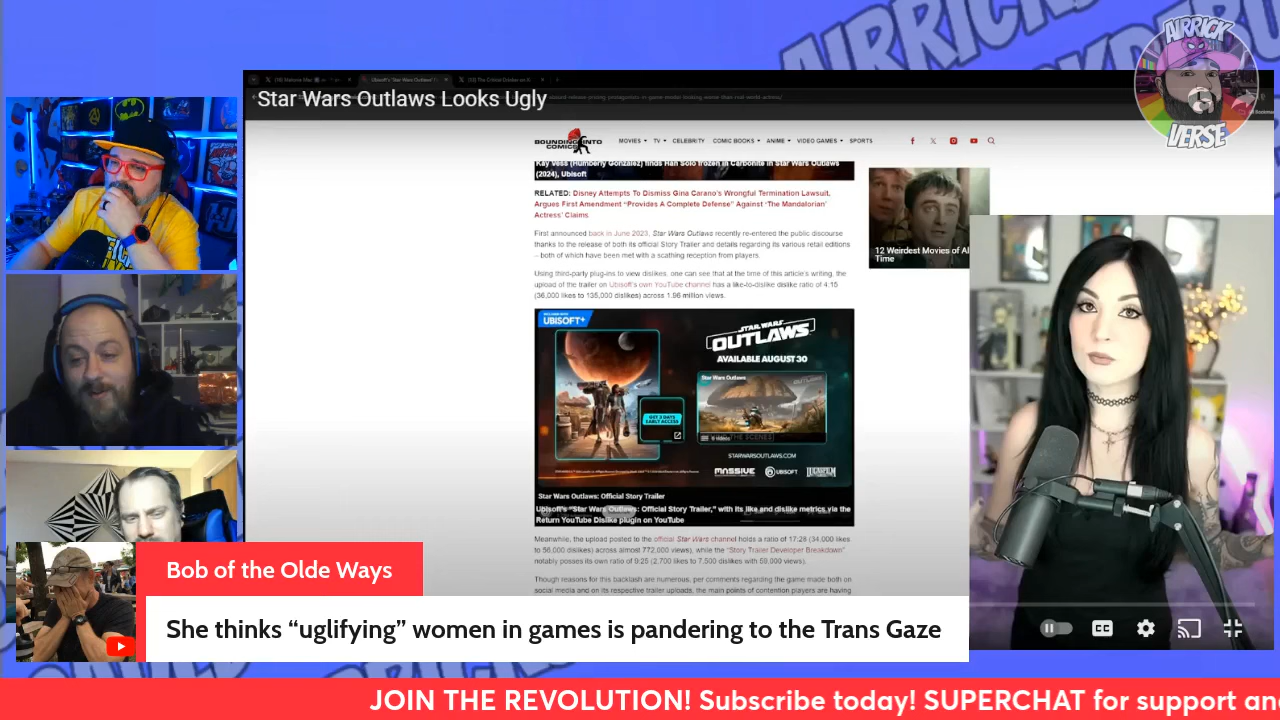 AIRRICK
VERSE
Star Wars Outlaws Looks Ugly
BOUNDING INTO
COMICS
MOVIES TV CELEBRITY COMIC BOOKS ANIME VIDEO GAMES SPORTS
Kay Vess (Humberly González) finds Han Solo frozen in Carbonite in Star Wars Outlaws
(2024), Ubisoft
RELATED: Disney Attempts To Dismiss Gina Carano's Wrongful Termination Lawsuit,
Argues First Amendment "Provides A Complete Defense" Against 'The Mandalorian'
Actress' Claims
First announced back in June 2023, Star Wars Outlaws recently re-entered the public discourse
thanks to the release of both its official Story Trailer and details regarding its various retail editions
– both of which have been met with a scathing reception from players.
Using third-party plug-ins to view dislikes, one can see that at the time of this article's writing, the
upload of the trailer on Ubisoft's own YouTube channel has a like-to-dislike dislike ratio of 4:15
(36,000 likes to 135,000 dislikes) across 1.96 million views.
12 Weirdest Movies of Al
Time
UBISOFT+
STAR WARS
OUTLAWS
AVAILABLE AUGUST 30
Star Wars Outlaws
GET 3 DAYS
EARLY ACCESS
6 videos
THE SCENES
STARWARSOUTLAWS.COM
MASSIVE
UBISOFT
LUCASFILM
Star Wars Outlaws: Official Story Trailer
Ubisoft's "Star Wars Outlaws: Official Story Trailer," with its like and dislike metrics via the
Return YouTube Dislike plugin on YouTube
Meanwhile, the upload posted to the official Star Wars channel holds a ratio of 17:28 (34,000 likes
to 56,000 dislikes) across almost 772,000 views), while the "Story Trailer Developer Breakdown"
notably posses its own ratio of 9:25 (2,700 likes to 7,500 dislikes with 59,000 views).
Though reasons for this backlash are numerous, per comments regarding the game made both on
social media and on its respective trailer uploads, the main points of contention players are having
CC
Bob of the Olde Ways
She thinks “uglifying” women in games is pandering to the Trans Gaze
JOIN THE REVOLUTION! Subscribe today! SUPERCHAT for support an